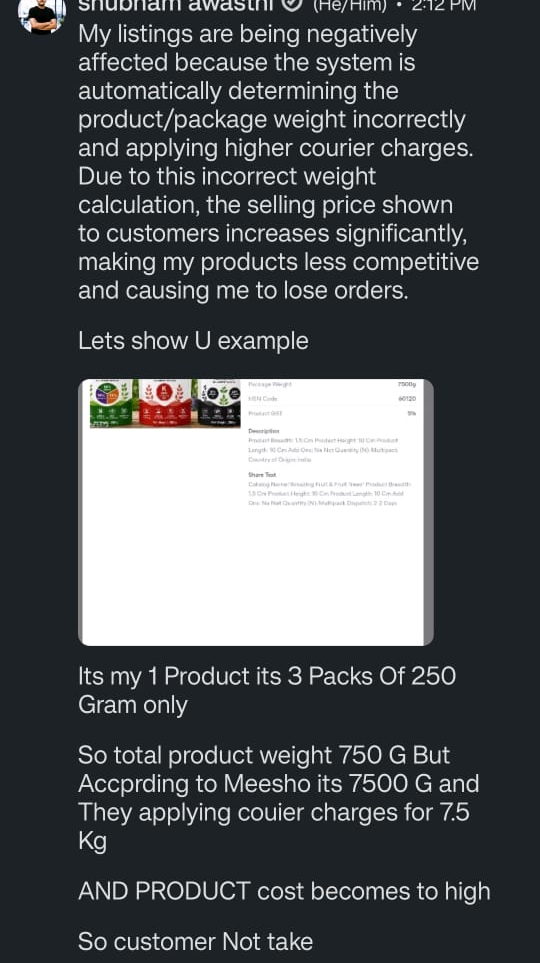 shubham awasthi (He/Him) • 2:12 PM
My listings are being negatively
affected because the system is
automatically determining the
product/package weight incorrectly
and applying higher courier charges.
Due to this incorrect weight
calculation, the selling price shown
to customers increases significantly,
making my products less competitive
and causing me to lose orders.
Lets show U example
Package Weight 7500g
HSN Code 60120
Product GST 5%
Description
Product Breadth: 1.5 Cm Product Height: 10 Cm Product
Length: 10 Cm Add Ons: No Net Quantity (N): Multipack
Country of Origin: India
Share Text
Catalog Name: Fruit & Fruit Product Breadth:
1.5 Cm Product Height: 10 Cm Product Length: 10 Cm Add
Ons: No Net Quantity (N): Multipack Dispatch: 2 Days
Its my 1 Product its 3 Packs Of 250
Gram only
So total product weight 750 G But
Accprding to Meesho its 7500 G and
They applying couier charges for 7.5
Kg
AND PRODUCT cost becomes to high
So customer Not take